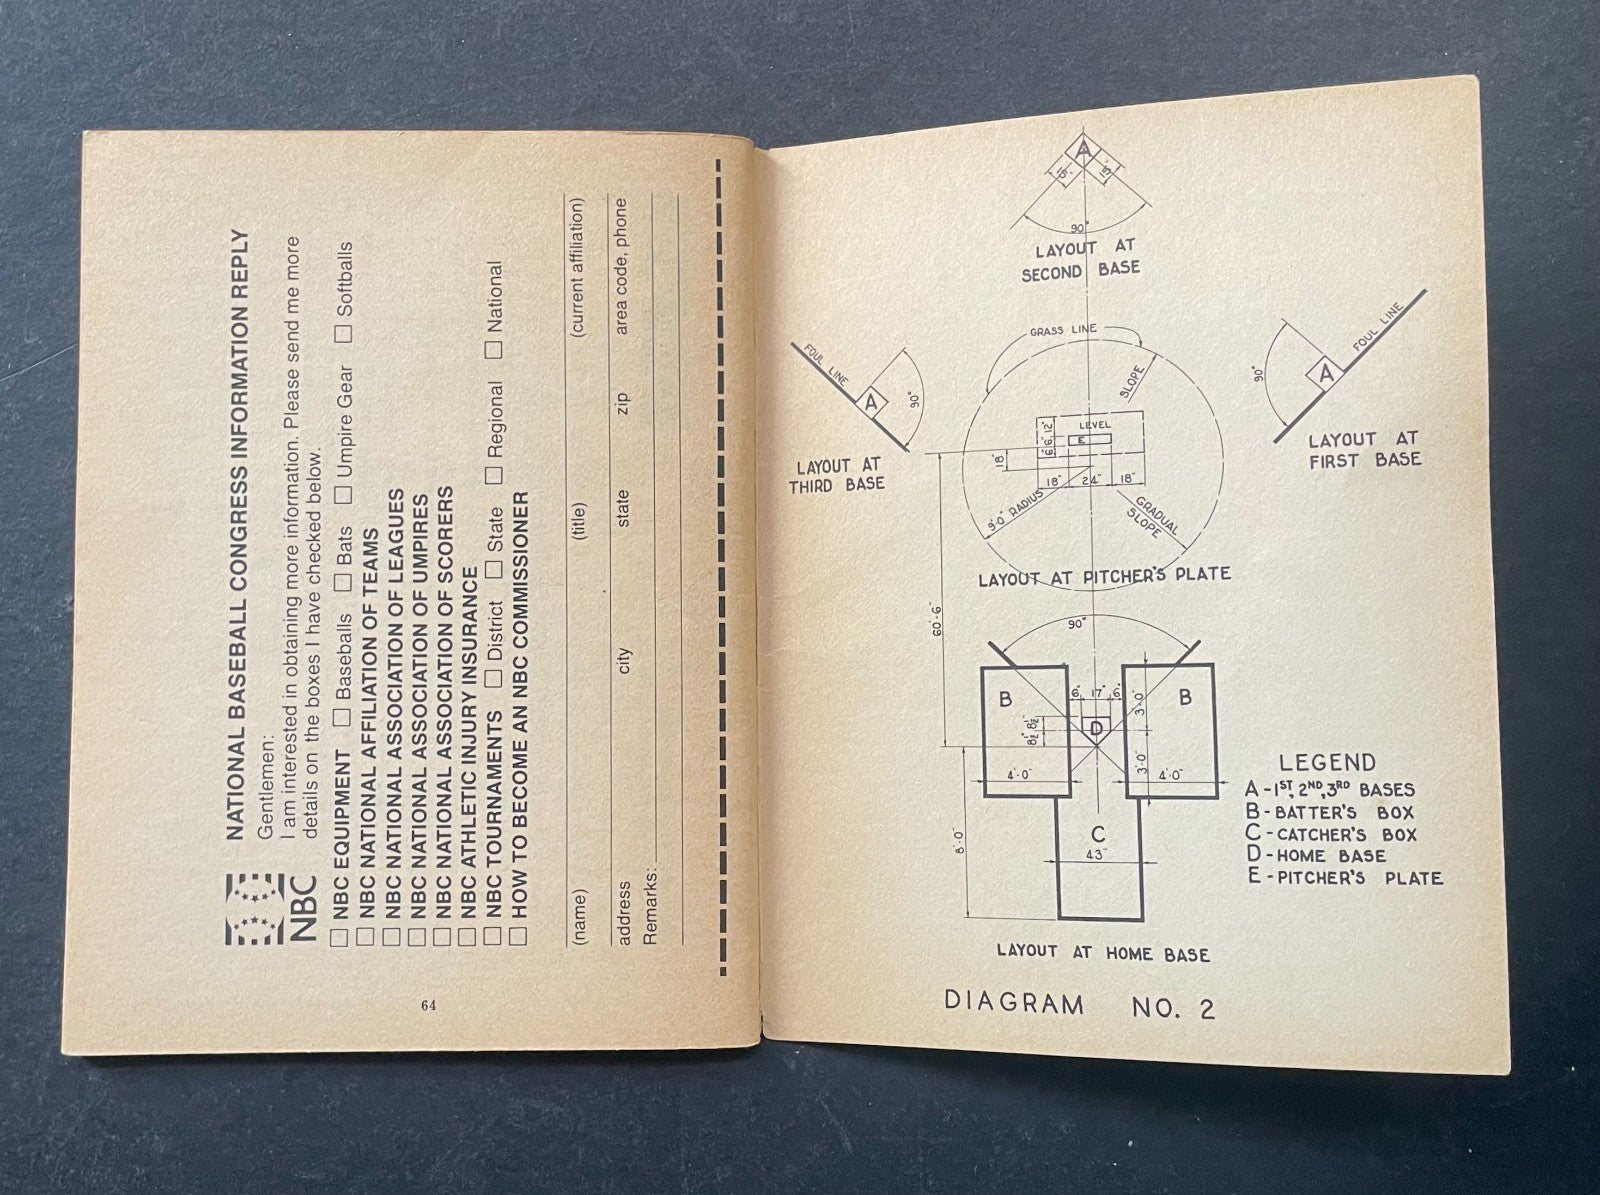 NBC
NATIONAL BASEBALL CONGRESS INFORMATION REPLY
Gentlemen:
I am interested in obtaining more information. Please send me more
details on the boxes I have checked below.
☐ NBC EQUIPMENT ☐ Baseballs ☐ Bats ☐ Umpire Gear ☐ Softballs
☐ NBC NATIONAL AFFILIATION OF TEAMS
☐ NBC NATIONAL ASSOCIATION OF LEAGUES
☐ NBC NATIONAL ASSOCIATION OF UMPIRES
☐ NBC NATIONAL ASSOCIATION OF SCORERS
☐ NBC ATHLETIC INJURY INSURANCE
☐ NBC TOURNAMENTS ☐ District ☐ State ☐ Regional ☐ National
☐ HOW TO BECOME AN NBC COMMISSIONER
(name) (title) (current affiliation)
address city state zip area code, phone
Remarks:
64
A
15" 15"
90°
LAYOUT AT
SECOND BASE
FOUL LINE
A
90°
LAYOUT AT
THIRD BASE
GRASS LINE
SLOPE
LEVEL
E
6" 6" 12"
18"
18" 24" 18"
9'-0" RADIUS
GRADUAL
SLOPE
LAYOUT AT PITCHER'S PLATE
90°
A
FOUL LINE
LAYOUT AT
FIRST BASE
60'-6"
90°
B
6" 17" 6"
B
8½" 8½"
D
3'-0"
3'-0"
4'-0"
4'-0"
8'-0"
C
43"
LAYOUT AT HOME BASE
LEGEND
A - 1ST, 2ND, 3RD BASES
B - BATTER'S BOX
C - CATCHER'S BOX
D - HOME BASE
E - PITCHER'S PLATE
DIAGRAM NO. 2